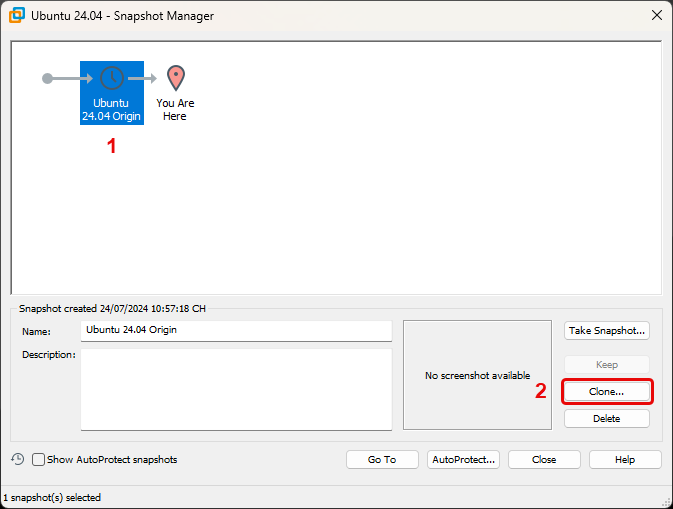 Ubuntu 24.04 - Snapshot Manager
Ubuntu
24.04 Origin
You Are
Here
1
Snapshot created 24/07/2024 10:57:18 CH
Name:
Ubuntu 24.04 Origin
Description:
No screenshot available
Take Snapshot...
Keep
2
Clone...
Delete
Show AutoProtect snapshots
Go To
AutoProtect...
Close
Help
1 snapshot(s) selected